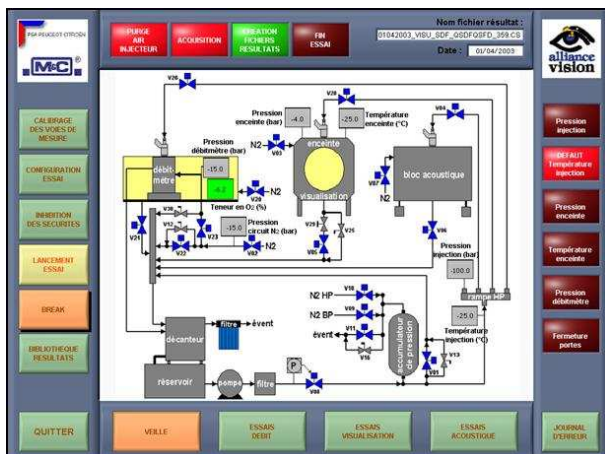 PSA PEUGEOT CITROËN
M&C
PURGE
AIR
INJECTEUR
ACQUISITION
CREATION
FICHIERS
RESULTATS
FIN
ESSAI
Nom fichier résultat :
01042003_VISU_SDF_QSDFQSFD_359.CS
Date :
01/04/2003
alliance
vision
CALIBRAGE
DES VOIES DE
MESURE
CONFIGURATION
ESSAI
INHIBITION
DES SECURITES
LANCEMENT
ESSAI
BREAK
BIBLIOTHEQUE
RESULTATS
QUITTER
V26
V28
V04
Pression
enceinte (bar)
-4.0
-25.0
Température
enceinte (°C)
Pression
débitmètre (bar)
-15.0
débit-
mètre
N2
V03
enceinte
visualisation
bloc acoustique
V07
N2
V20
N2
Teneur en O2 (%)
V30
V12
V22
V21
V23
Pression
circuit N2 (bar)
-15.0
V02
N2
V29
V05
V25
V06
Pression
injection (bar)
-100.0
rampe HP
-25.0
Température
injection (°C)
N2 HP
V10
N2 BP
V09
évent
V11
V16
accumulateur
de pression
V01
V13
décanteur
filtre
évent
réservoir
pompe
filtre
P
V08
Pression
injection
DEFAUT
Température
injection
Pression
enceinte
Température
enceinte
Pression
débitmètre
Fermeture
portes
VEILLE
ESSAIS
DEBIT
ESSAIS
VISUALISATION
ESSAIS
ACOUSTIQUE
JOURNAL
D'ERREUR